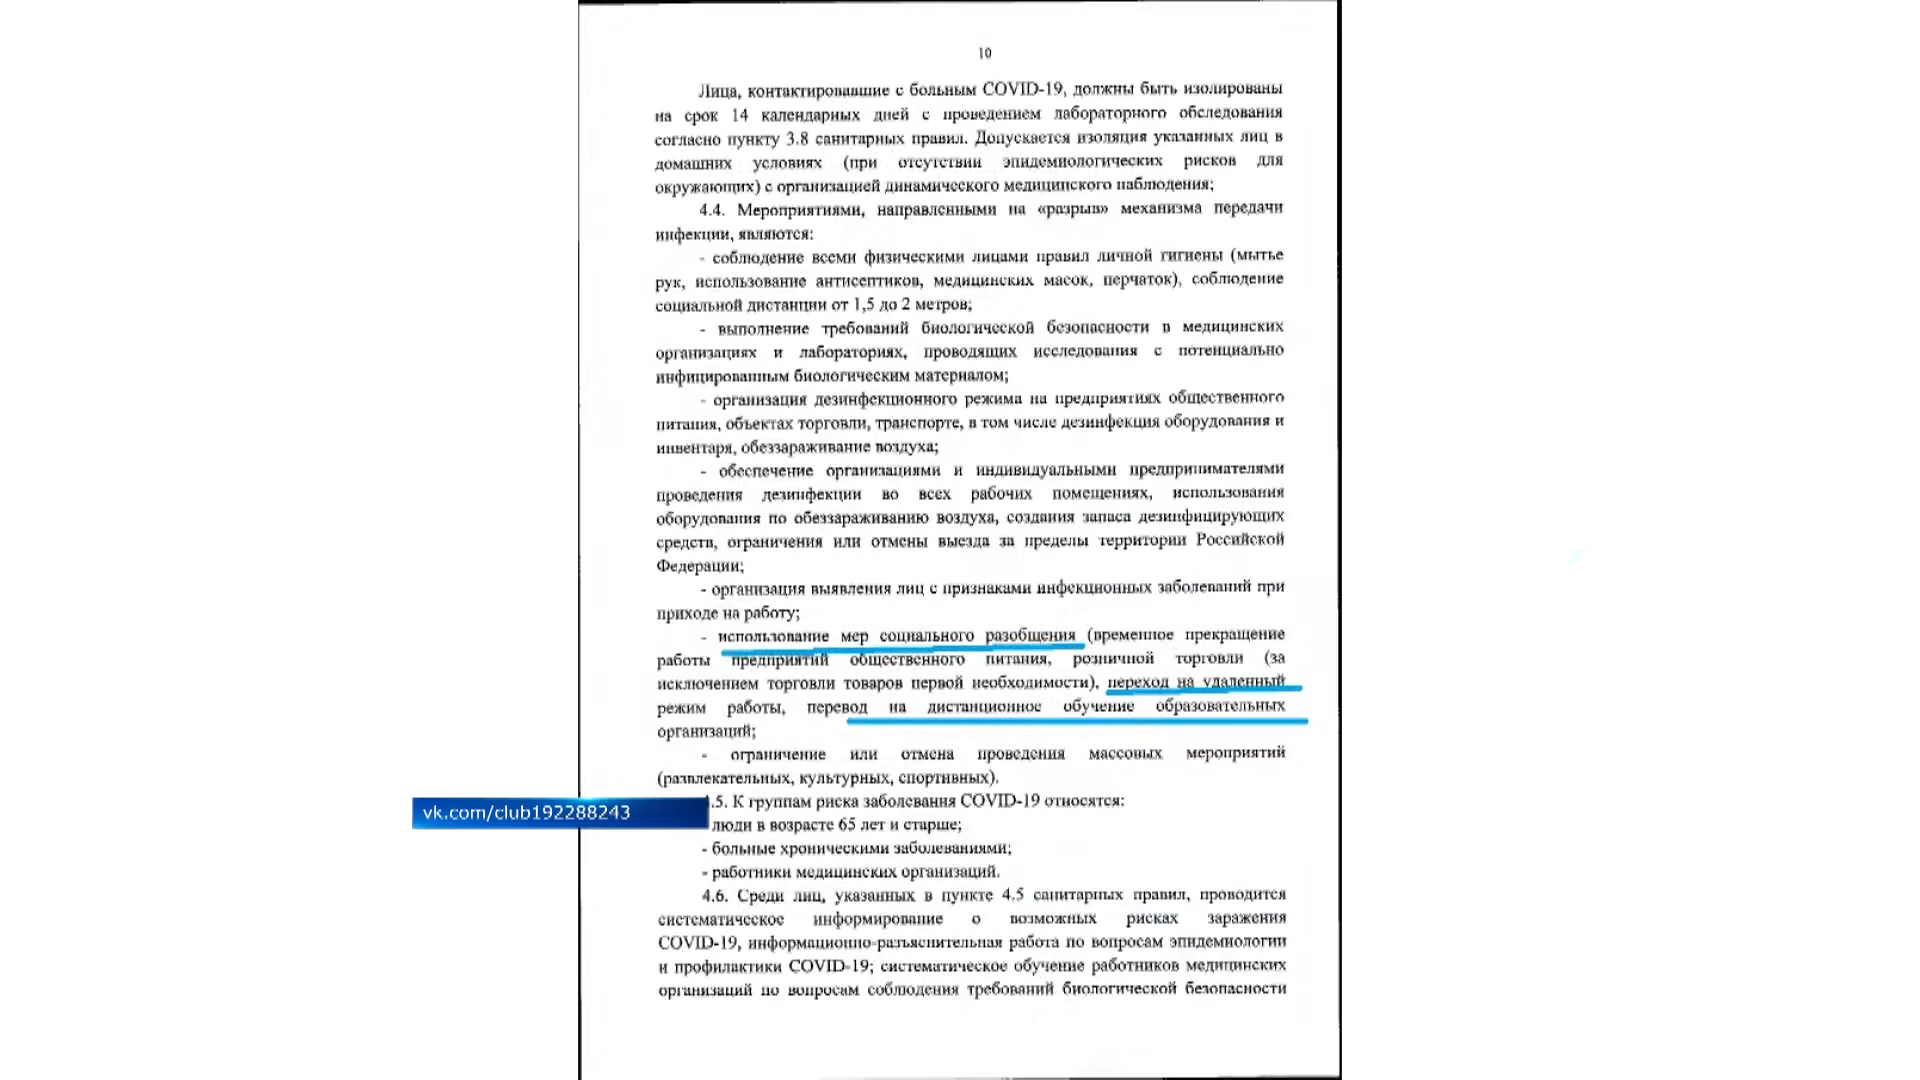 10
Лица, контактировавшие с больным COVID-19, должны быть изолированы
на срок 14 календарных дней с проведением лабораторного обследования
согласно пункту 3.8 санитарных правил. Допускается изоляция указанных лиц в
домашних условиях (при отсутствии эпидемиологических рисков для
окружающих) с организацией динамического медицинского наблюдения;
4.4. Мероприятиями, направленными на «разрыв» механизма передачи
инфекции, являются:
- соблюдение всеми физическими лицами правил личной гигиены (мытье
рук, использование антисептиков, медицинских масок, перчаток), соблюдение
социальной дистанции от 1,5 до 2 метров;
- выполнение требований биологической безопасности в медицинских
организациях и лабораториях, проводящих исследования с потенциально
инфицированным биологическим материалом;
- организация дезинфекционного режима на предприятиях общественного
питания, объектах торговли, транспорте, в том числе дезинфекция оборудования и
инвентаря, обеззараживание воздуха;
- обеспечение организациями и индивидуальными предпринимателями
проведения дезинфекции во всех рабочих помещениях, использования
оборудования по обеззараживанию воздуха, создания запаса дезинфицирующих
средств, ограничения или отмены выезда за пределы территории Российской
Федерации;
- организация выявления лиц с признаками инфекционных заболеваний при
приходе на работу;
- использование мер социального разобщения (временное прекращение
работы предприятий общественного питания, розничной торговли (за
исключением торговли товаров первой необходимости), переход на удаленный
режим работы, перевод на дистанционное обучение образовательных
организаций;
- ограничение или отмена проведения массовых мероприятий
(развлекательных, культурных, спортивных).
.5. К группам риска заболевания COVID-19 относятся:
vk.com/club192288243
люди в возрасте 65 лет и старше;
- больные хроническими заболеваниями;
- работники медицинских организаций.
4.6. Среди лиц, указанных в пункте 4.5 санитарных правил, проводится
систематическое информирование о возможных рисках заражения
COVID-19, информационно-разъяснительная работа по вопросам эпидемиологии
и профилактики COVID-19; систематическое обучение работников медицинских
организаций по вопросам соблюдения требований биологической безопасности